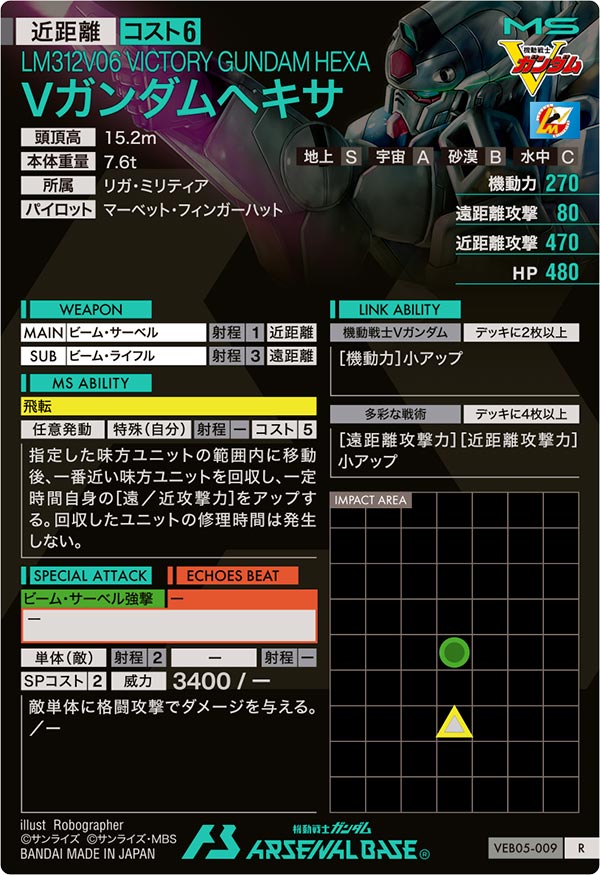 近距離 コスト6 MS
LM312V06 VICTORY GUNDAM HEXA
機動戦士
Vガンダム
Vガンダムヘキサ
LM
頭頂高 15.2m
本体重量 7.6t
地上 S 宇宙 A 砂漠 B 水中 C
所属 リガ・ミリティア
機動力 270
パイロット マーベット・フィンガーハット
遠距離攻撃 80
近距離攻撃 470
HP 480
WEAPON
MAIN ビーム・サーベル 射程 1 近距離
SUB ビーム・ライフル 射程 3 遠距離
MS ABILITY
飛転
任意発動 特殊(自分) 射程 ー コスト 5
指定した味方ユニットの範囲内に移動
後、一番近い味方ユニットを回収し、一定
時間自身の[遠／近攻撃力]をアップす
る。回収したユニットの修理時間は発生
しない。
SPECIAL ATTACK ECHOES BEAT
ビーム・サーベル強撃 ー
ー
単体(敵) 射程 2 ー 射程 ー
SPコスト 2 威力 3400 / ー
敵単体に格闘攻撃でダメージを与える。
／ー
LINK ABILITY
機動戦士Vガンダム デッキに2枚以上
[機動力]小アップ
多彩な戦術 デッキに4枚以上
[遠距離攻撃力][近距離攻撃力]
小アップ
IMPACT AREA
illust Robographer
©サンライズ ©サンライズ・MBS
BANDAI MADE IN JAPAN
機動戦士ガンダム
AB ARSENAL BASE®
VEB05-009 R